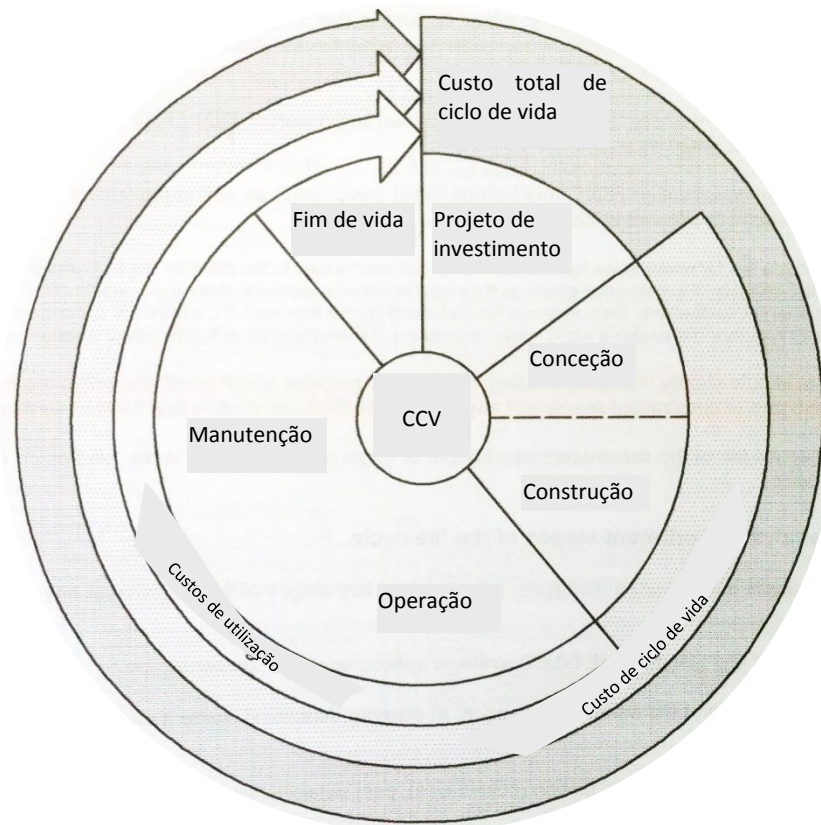 Custo total de
ciclo de vida
Fim de vida
Projeto de
investimento
Conceção
CCV
Manutenção
Construção
Operação
Custos de utilização
Custo de ciclo de vida